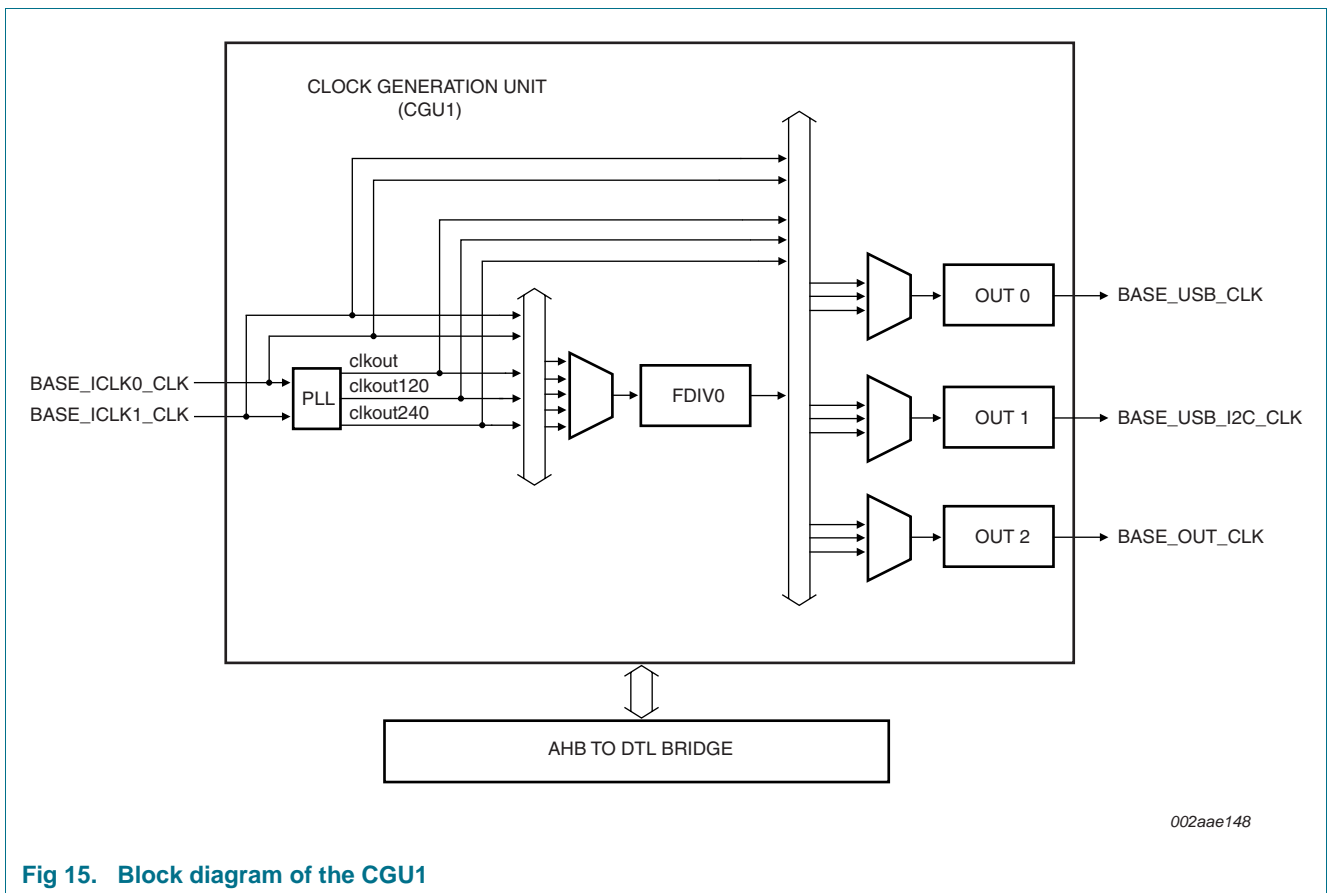 CLOCK GENERATION UNIT
(CGU1)
BASE_ICLK0_CLK
BASE_ICLK1_CLK
PLL
clkout
clkout120
clkout240
FDIV0
OUT 0
BASE_USB_CLK
OUT 1
BASE_USB_I2C_CLK
OUT 2
BASE_OUT_CLK
AHB TO DTL BRIDGE
002aae148
Fig 15. Block diagram of the CGU1